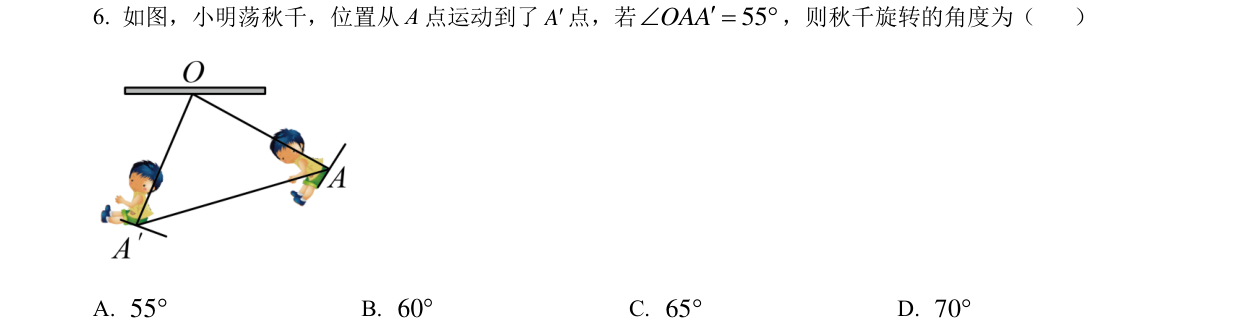 6. 如图，小明荡秋千，位置从 A 点运动到了 A′ 点，若∠OAA′ = 55°，则秋千旋转的角度为（　　）
O
A
A′
A. 55°　B. 60°　C. 65°　D. 70°